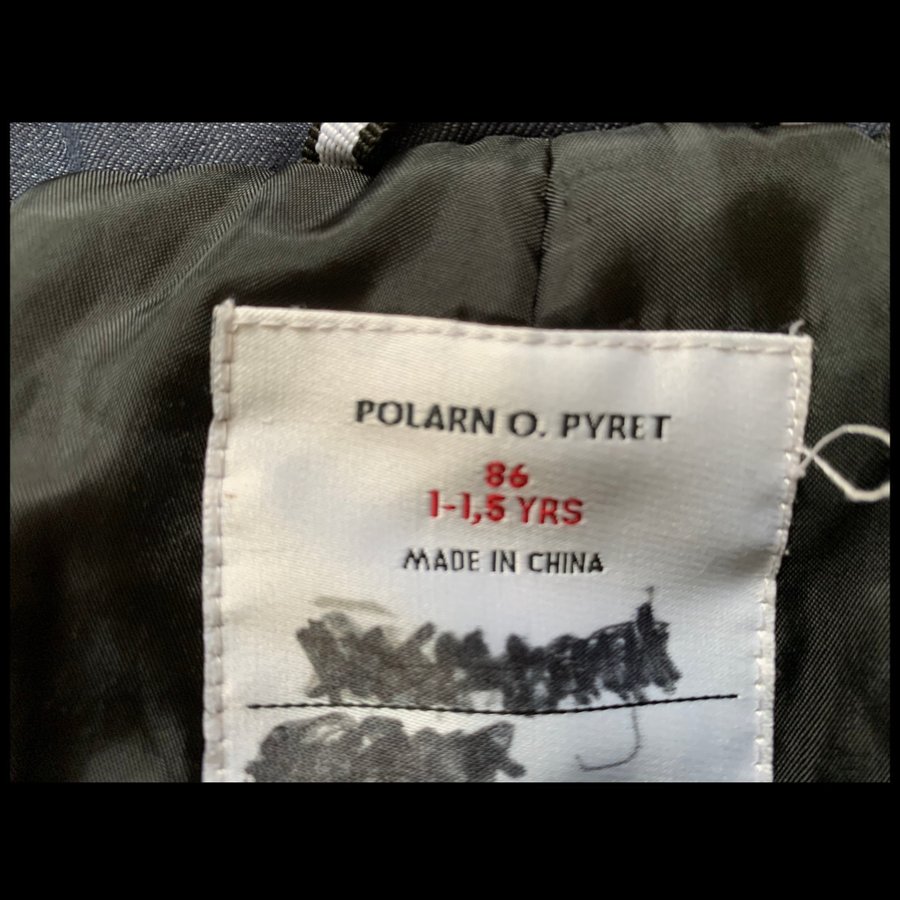 POLARN O. PYRET
86
1-1,5 YRS
MADE IN CHINA